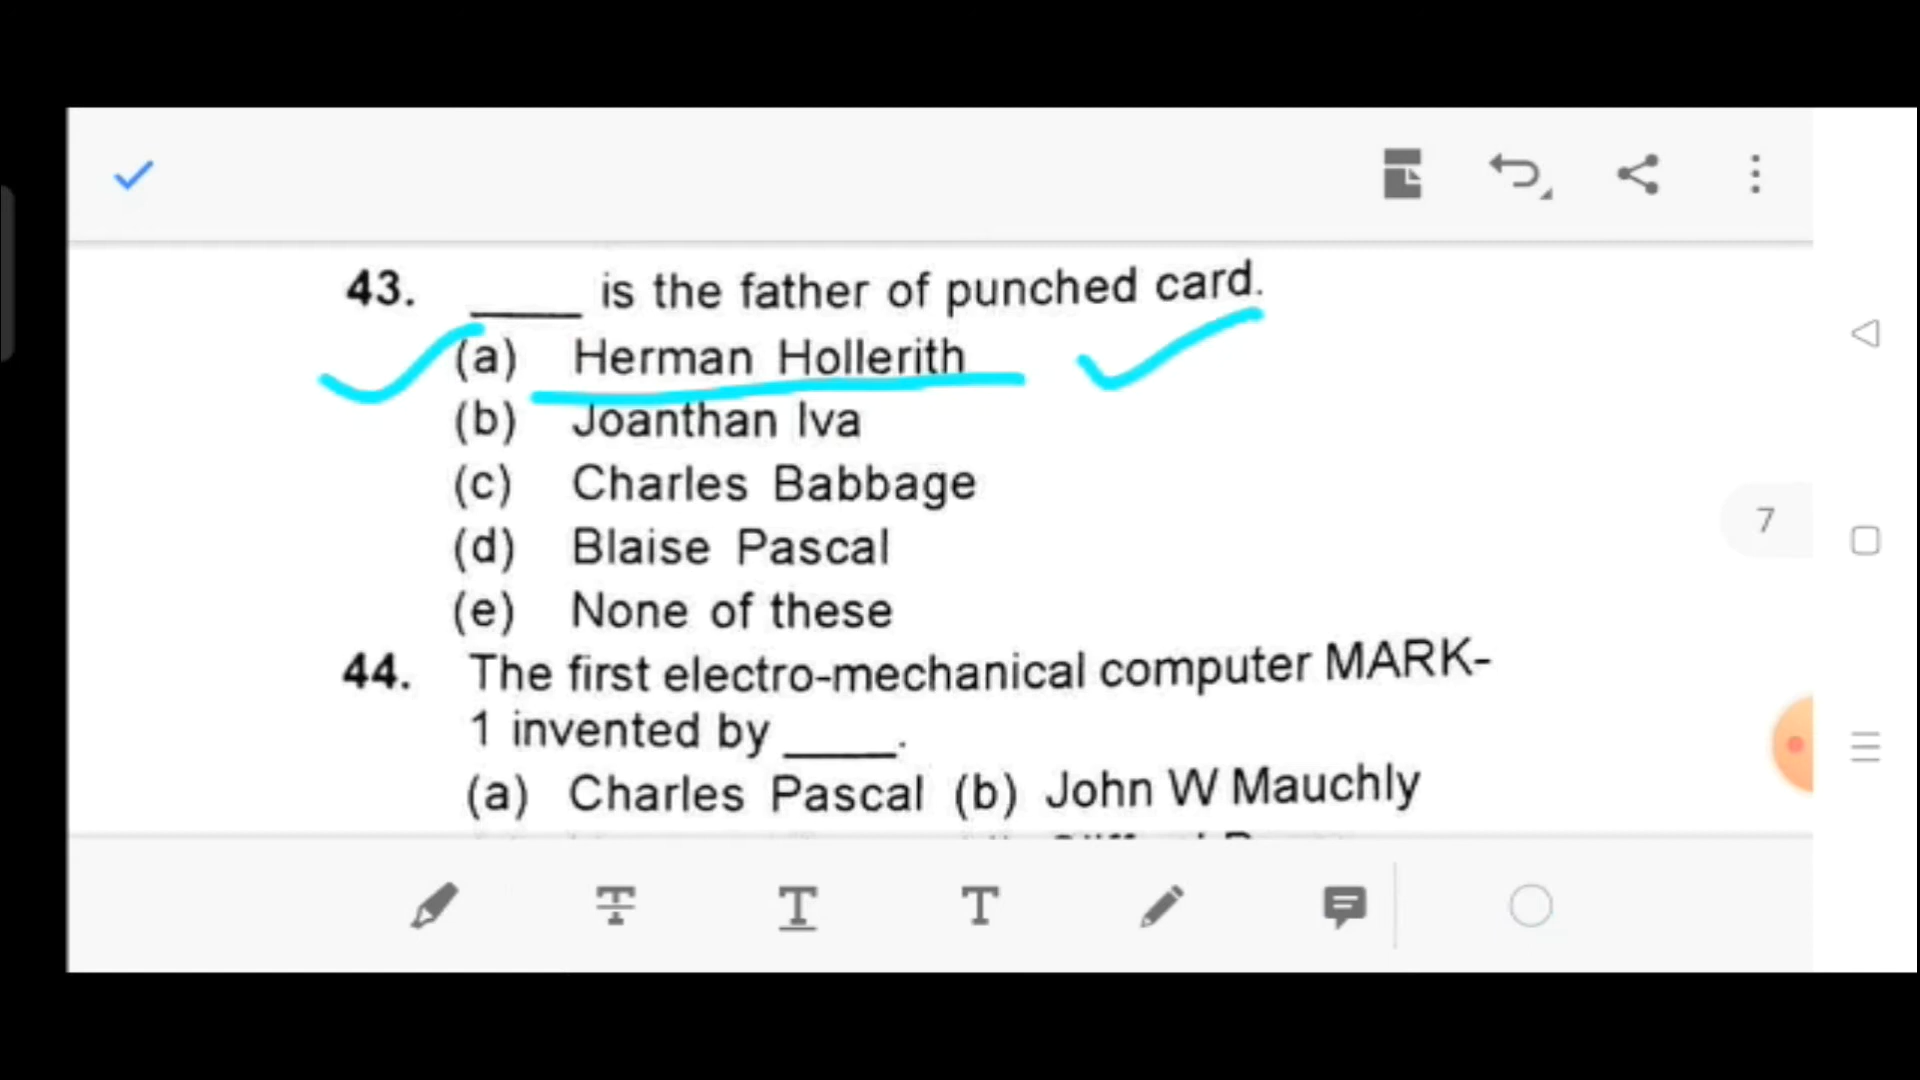 43. ____ is the father of punched card.
(a) Herman Hollerith
(b) Joanthan Iva
(c) Charles Babbage
(d) Blaise Pascal
(e) None of these
7
44. The first electro-mechanical computer MARK-
1 invented by ____.
(a) Charles Pascal (b) John W Mauchly